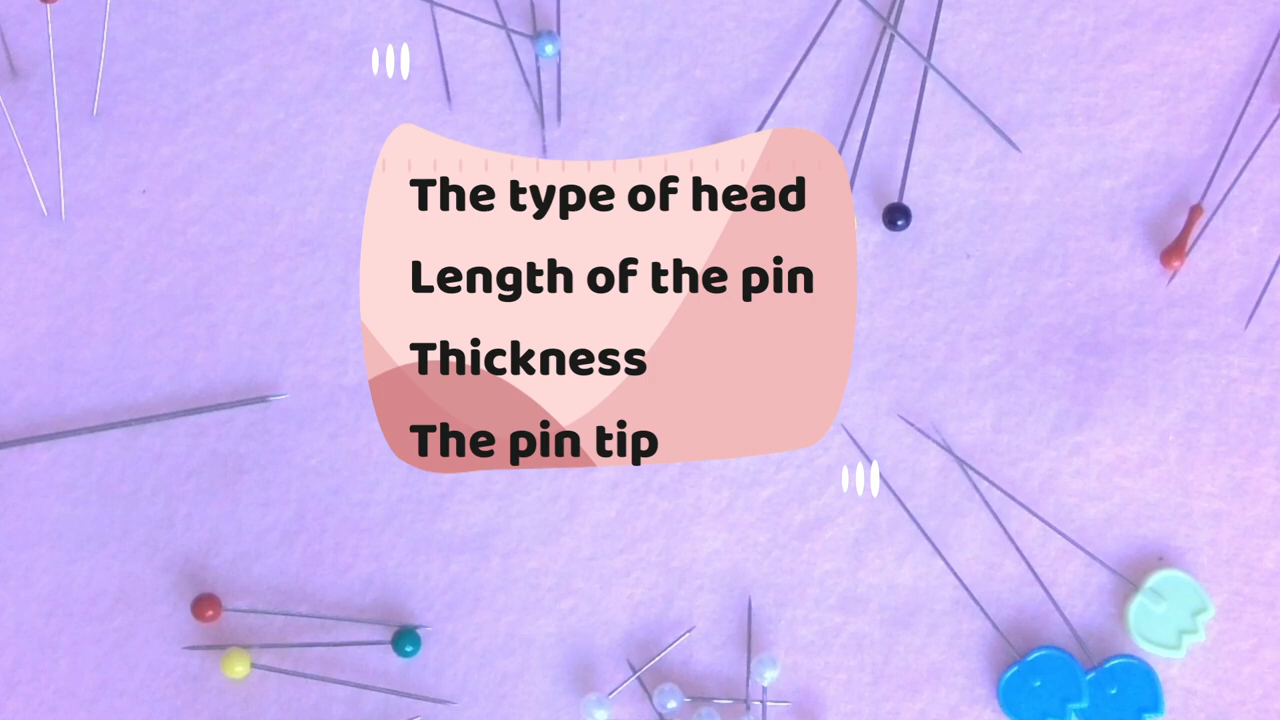 The type of head
Length of the pin
Thickness
The pin tip